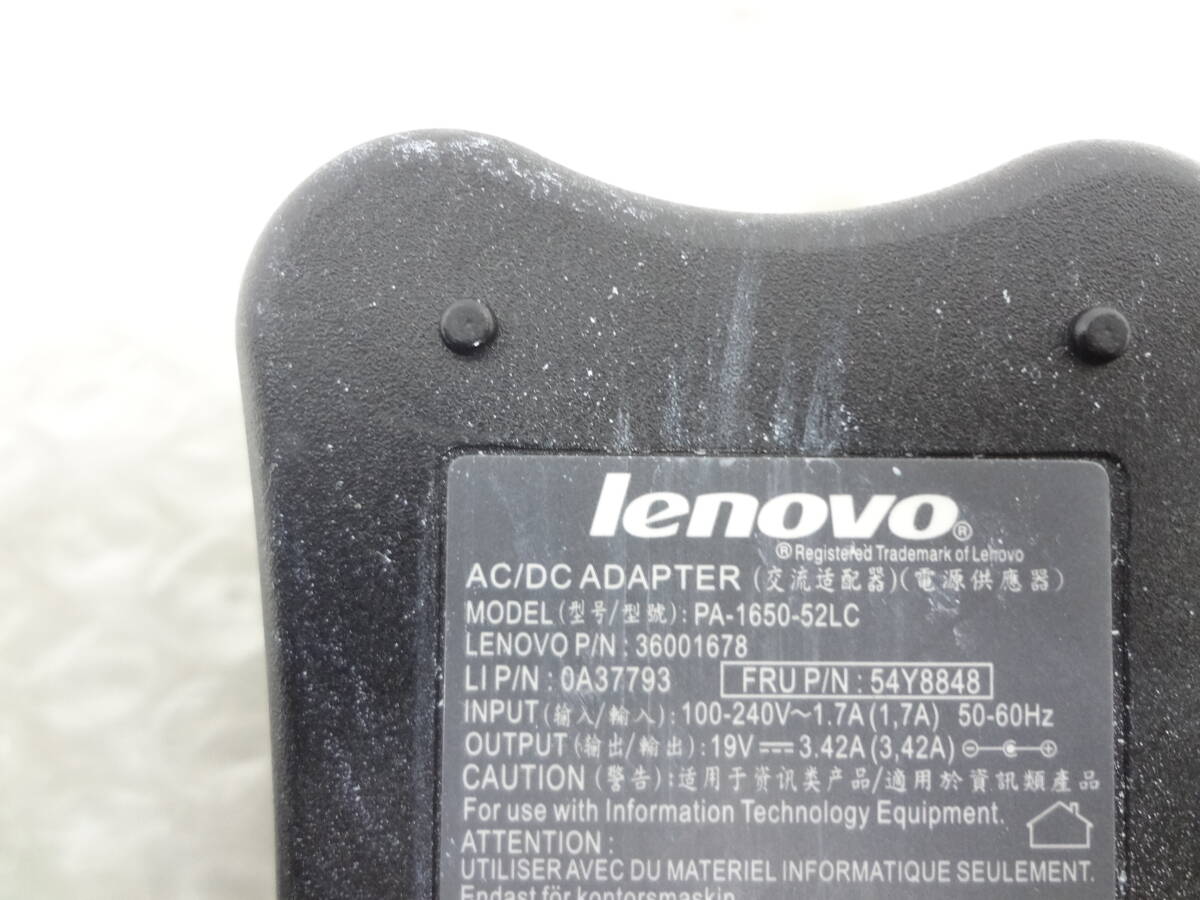 lenovo®
® Registered Trademark of Lenovo
AC/DC ADAPTER (交流适配器)(電源供應器)
MODEL (型号/型號): PA-1650-52LC
LENOVO P/N : 36001678
LI P/N : 0A37793 FRU P/N : 54Y8848
INPUT (输入/輸入): 100-240V~1.7A (1,7A) 50-60Hz
OUTPUT (输出/輸出): 19V⎓3.42A (3,42A)
CAUTION (警告):适用于资讯类产品/適用於資訊類產品
For use with Information Technology Equipment.
ATTENTION :
UTILISER AVEC DU MATERIEL INFORMATIQUE SEULEMENT.
Endast för kontorsmaskin